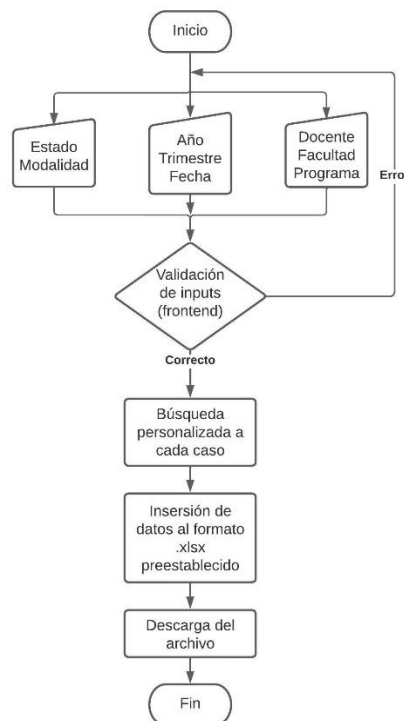 Inicio
Estado
Modalidad
Año
Trimestre
Fecha
Docente
Facultad
Programa
Erro
Validación
de inputs
(frontend)
Correcto
Búsqueda
personalizada a
cada caso
Insersión de
datos al formato
.xlsx
preestablecido
Descarga del
archivo
Fin